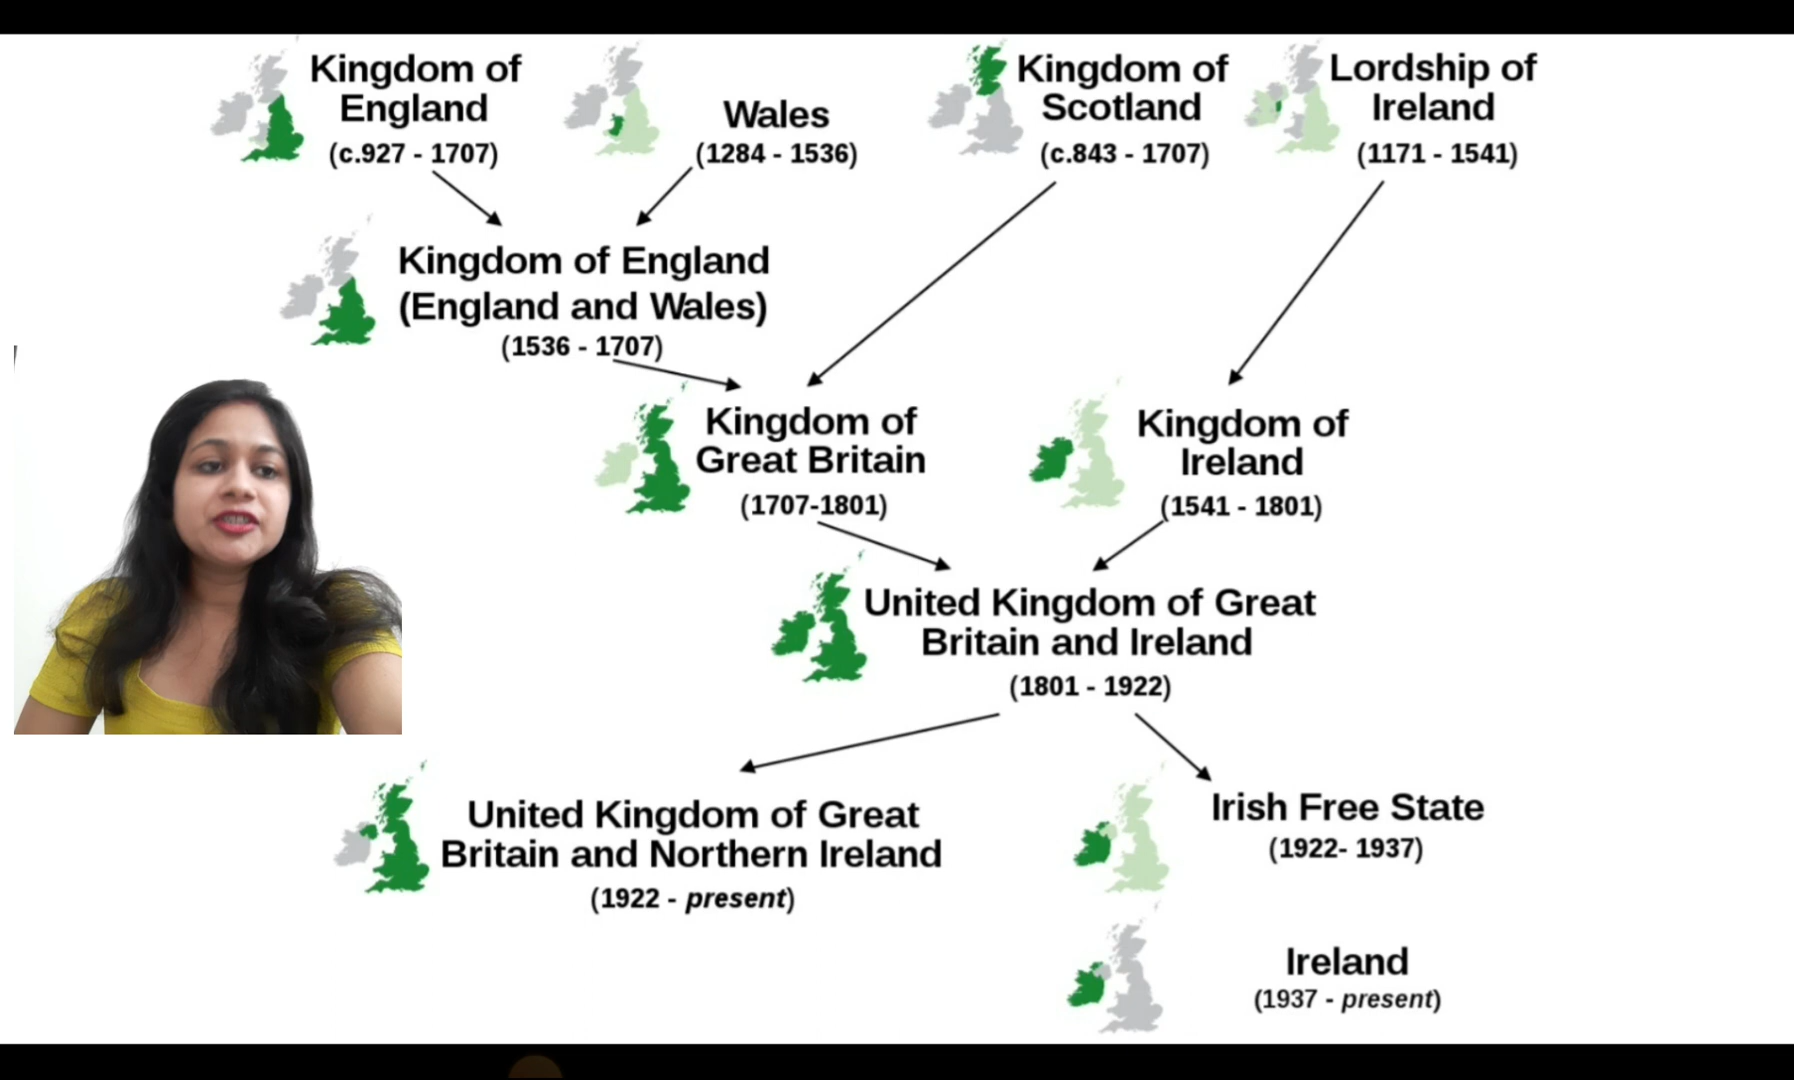 Kingdom of
England
(c.927 - 1707)
Wales
(1284 - 1536)
Kingdom of
Scotland
(c.843 - 1707)
Lordship of
Ireland
(1171 - 1541)
Kingdom of England
(England and Wales)
(1536 - 1707)
Kingdom of
Great Britain
(1707-1801)
Kingdom of
Ireland
(1541 - 1801)
United Kingdom of Great
Britain and Ireland
(1801 - 1922)
United Kingdom of Great
Britain and Northern Ireland
(1922 - present)
Irish Free State
(1922- 1937)
Ireland
(1937 - present)